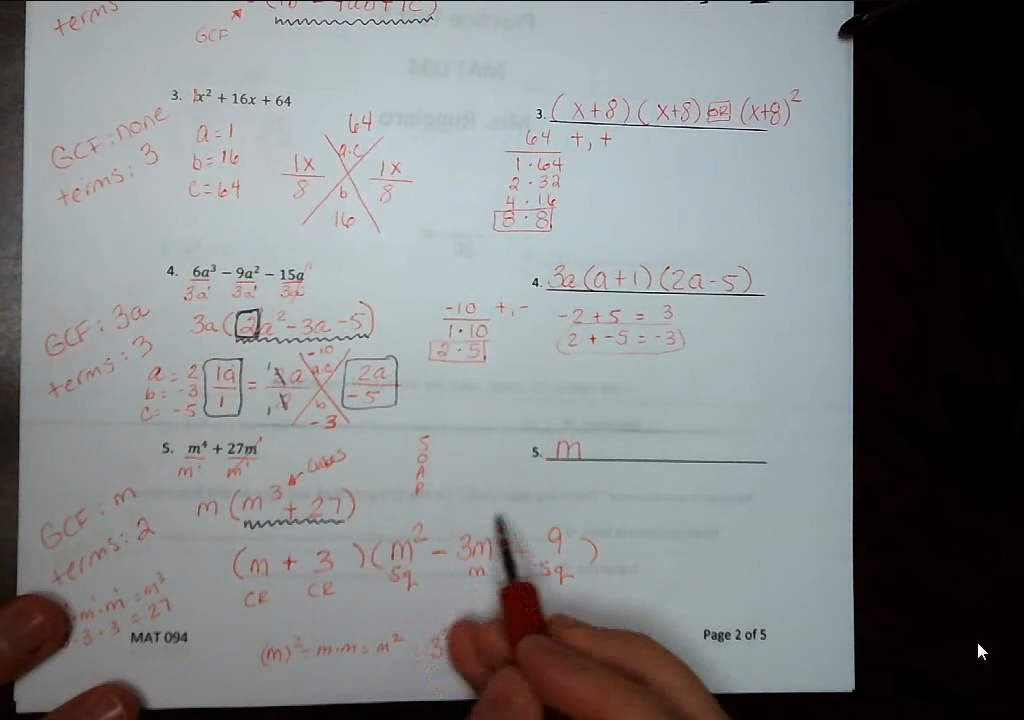 terms
GCF
3. 1x² + 16x + 64
GCF: none
terms: 3
a = 1
b = 16
c = 64
64
a·c
1x
8
1x
8
b
16
3. (x+8)(x+8) OR (x+8)²
64 +, +
1·64
2·32
4·16
8·8
4. 6a³ − 9a² − 15a
3a 3a 3a
3a(2a² − 3a − 5)
GCF: 3a
terms: 3
a = 2
b = -3
c = -5
1a
1
=
2a
-10
a·c
b
-3
2a
-5
-10 +, -
1·10
2·5
4. 3a(a+1)(2a-5)
-2 + 5 = 3
2 + -5 = -3
5. m⁴ + 27m
m m
cubes
m(m³ + 27)
GCF: m
terms: 2
S
O
A
P
5. m
(m + 3)(m² − 3m 9)
CR CR Sq m Sq
m·m = m³
3·3 = 27
(m)² = m·m = m²
MAT 094
Page 2 of 5